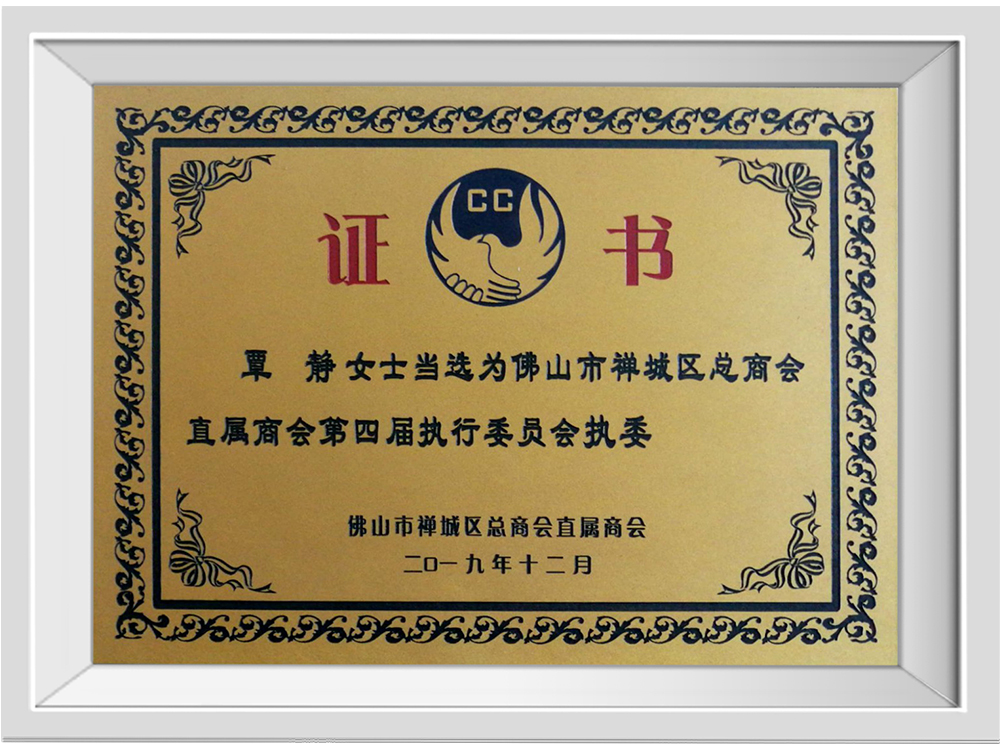 证 CC 书
覃 静女士当选为佛山市禅城区总商会
直属商会第四届执行委员会执委
佛山市禅城区总商会直属商会
二〇一九年十二月